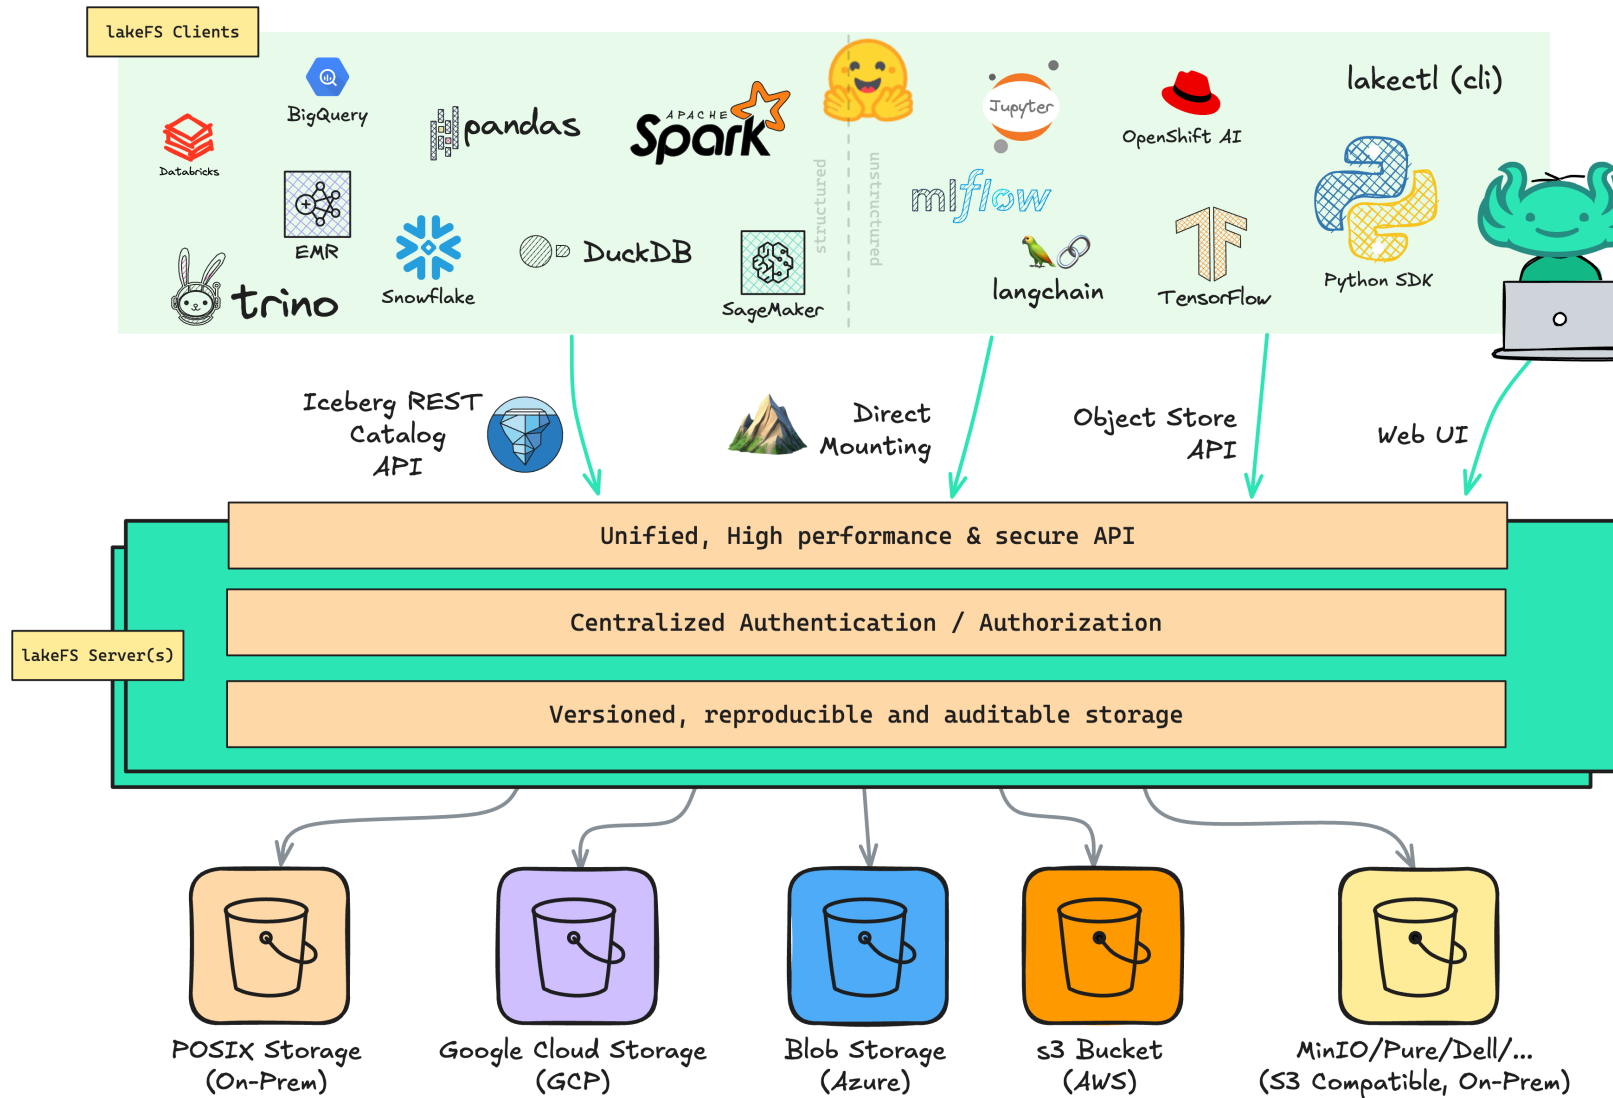 lakeFS Clients
BigQuery
Databricks
pandas
APACHE
Spark
structured
unstructured
Jupyter
OpenShift AI
lakectl (cli)
EMR
Snowflake
DuckDB
mlflow
trino
SageMaker
langchain
TensorFlow
Python SDK
Iceberg REST
Catalog
API
Direct
Mounting
Object Store
API
Web UI
Unified, High performance & secure API
Centralized Authentication / Authorization
lakeFS Server(s)
Versioned, reproducible and auditable storage
POSIX Storage
(On-Prem)
Google Cloud Storage
(GCP)
Blob Storage
(Azure)
s3 Bucket
(AWS)
MinIO/Pure/Dell/...
(S3 Compatible, On-Prem)